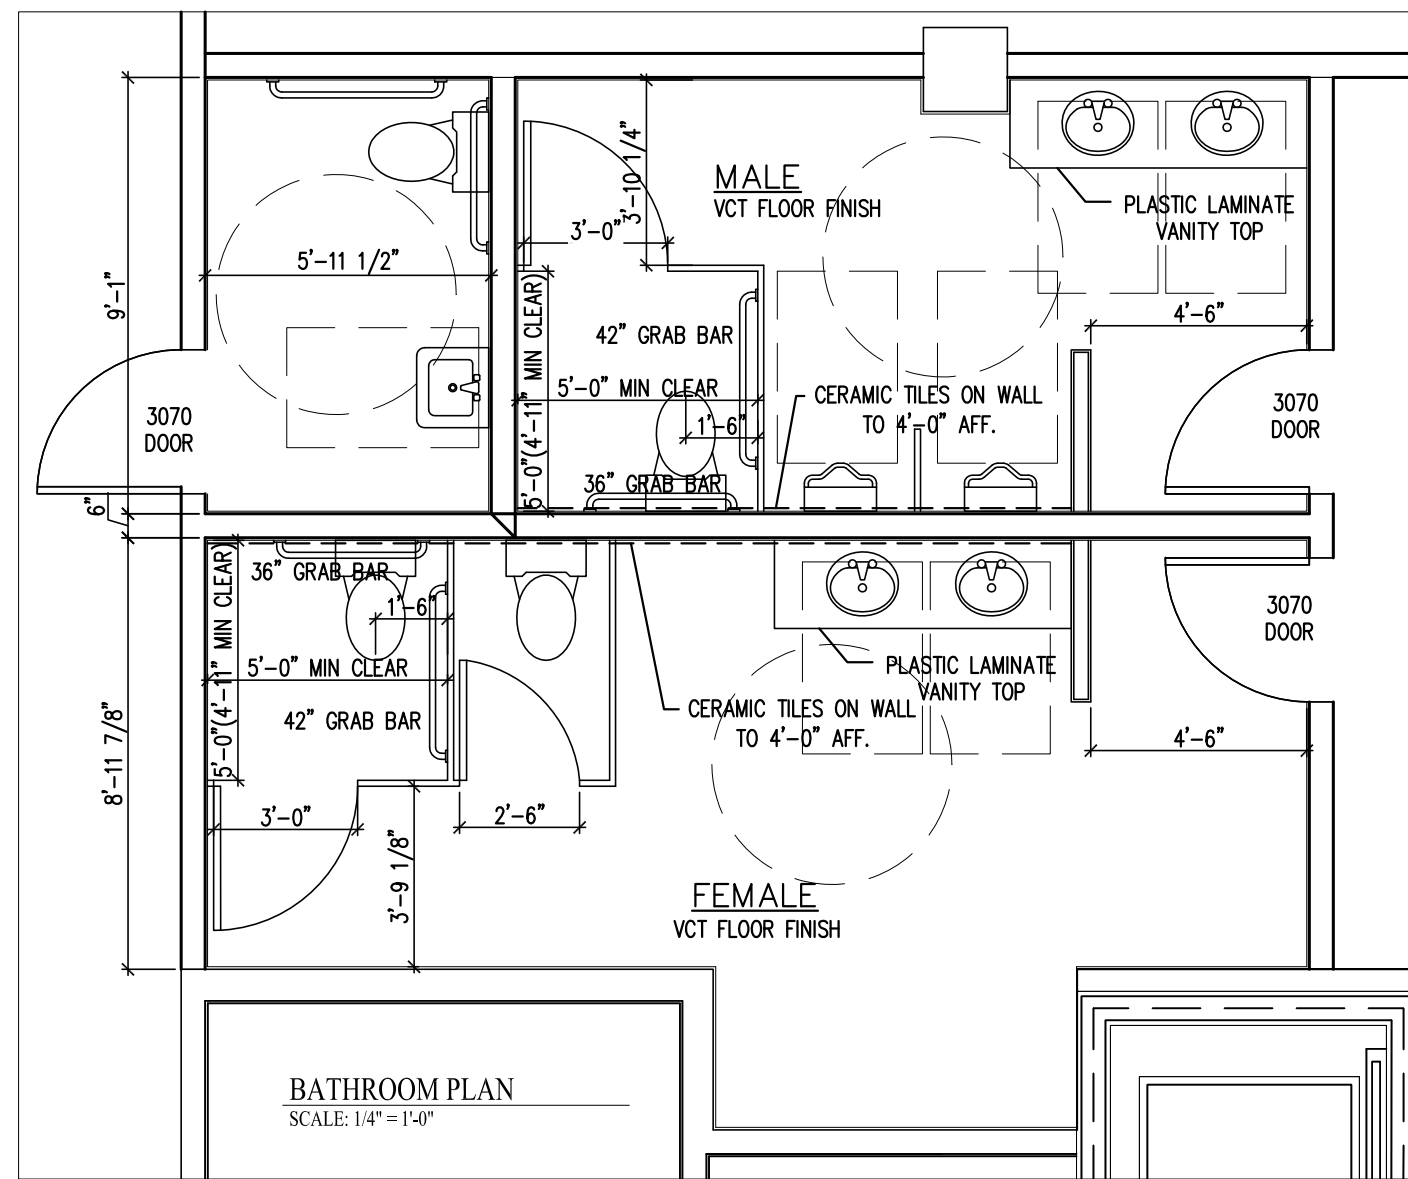 MALE
VCT FLOOR FINISH
3'-10 1/4"
3'-0"
PLASTIC LAMINATE
VANITY TOP
5'-11 1/2"
9'-1"
5'-0"(4'-11" MIN CLEAR)
42" GRAB BAR
4'-6"
5'-0" MIN CLEAR
CERAMIC TILES ON WALL
TO 4'-0" AFF.
1'-6"
3070
DOOR
3070
DOOR
36" GRAB BAR
6"
36" GRAB BAR
5'-0"(4'-11" MIN CLEAR)
1'-6"
3070
DOOR
5'-0" MIN CLEAR
PLASTIC LAMINATE
VANITY TOP
42" GRAB BAR
CERAMIC TILES ON WALL
TO 4'-0" AFF.
4'-6"
8'-11 7/8"
3'-0"
2'-6"
3'-9 1/8"
FEMALE
VCT FLOOR FINISH
BATHROOM PLAN
SCALE: 1/4" = 1'-0"